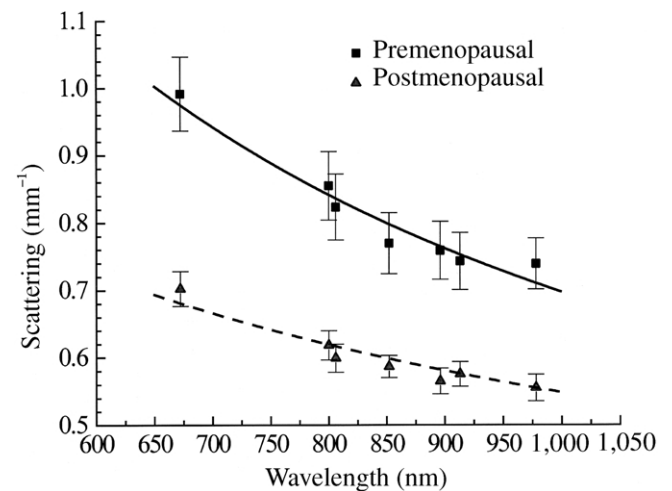 1.1
Premenopausal
Postmenopausal
1.0
0.9
0.8
0.7
0.6
0.5
Scattering (mm⁻¹)
600 650 700 750 800 850 900 950 1,000 1,050
Wavelength (nm)